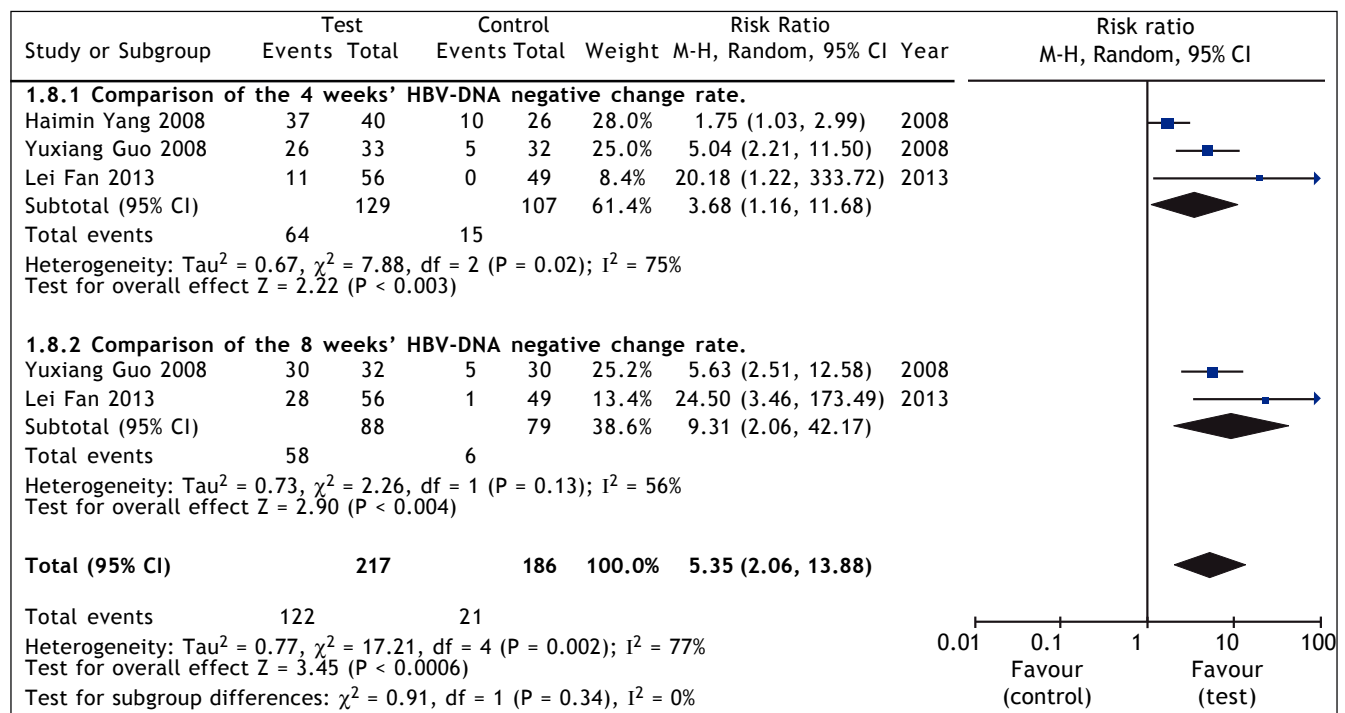 Test Control Risk Ratio Risk ratio
Study or Subgroup Events Total Events Total Weight M-H, Random, 95% CI Year M-H, Random, 95% CI
1.8.1 Comparison of the 4 weeks’ HBV-DNA negative change rate.
Haimin Yang 2008 37 40 10 26 28.0% 1.75 (1.03, 2.99) 2008
Yuxiang Guo 2008 26 33 5 32 25.0% 5.04 (2.21, 11.50) 2008
Lei Fan 2013 11 56 0 49 8.4% 20.18 (1.22, 333.72) 2013
Subtotal (95% CI) 129 107 61.4% 3.68 (1.16, 11.68)
Total events 64 15
Heterogeneity: Tau² = 0.67, χ² = 7.88, df = 2 (P = 0.02); I² = 75%
Test for overall effect Z = 2.22 (P < 0.003)
1.8.2 Comparison of the 8 weeks’ HBV-DNA negative change rate.
Yuxiang Guo 2008 30 32 5 30 25.2% 5.63 (2.51, 12.58) 2008
Lei Fan 2013 28 56 1 49 13.4% 24.50 (3.46, 173.49) 2013
Subtotal (95% CI) 88 79 38.6% 9.31 (2.06, 42.17)
Total events 58 6
Heterogeneity: Tau² = 0.73, χ² = 2.26, df = 1 (P = 0.13); I² = 56%
Test for overall effect Z = 2.90 (P < 0.004)
Total (95% CI) 217 186 100.0% 5.35 (2.06, 13.88)
Total events 122 21
Heterogeneity: Tau² = 0.77, χ² = 17.21, df = 4 (P = 0.002); I² = 77%
Test for overall effect Z = 3.45 (P < 0.0006)
Test for subgroup differences: χ² = 0.91, df = 1 (P = 0.34), I² = 0%
0.01 0.1 1 10 100
Favour Favour
(control) (test)